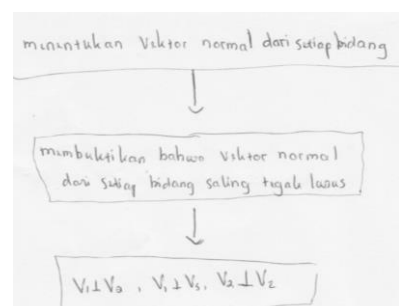 menentukan Vektor normal dari setiap bidang
membuktikan bahwa Vektor normal
dari setiap bidang saling tegak lurus
V₁⊥V₂ , V₁⊥V₃, V₂⊥V₂